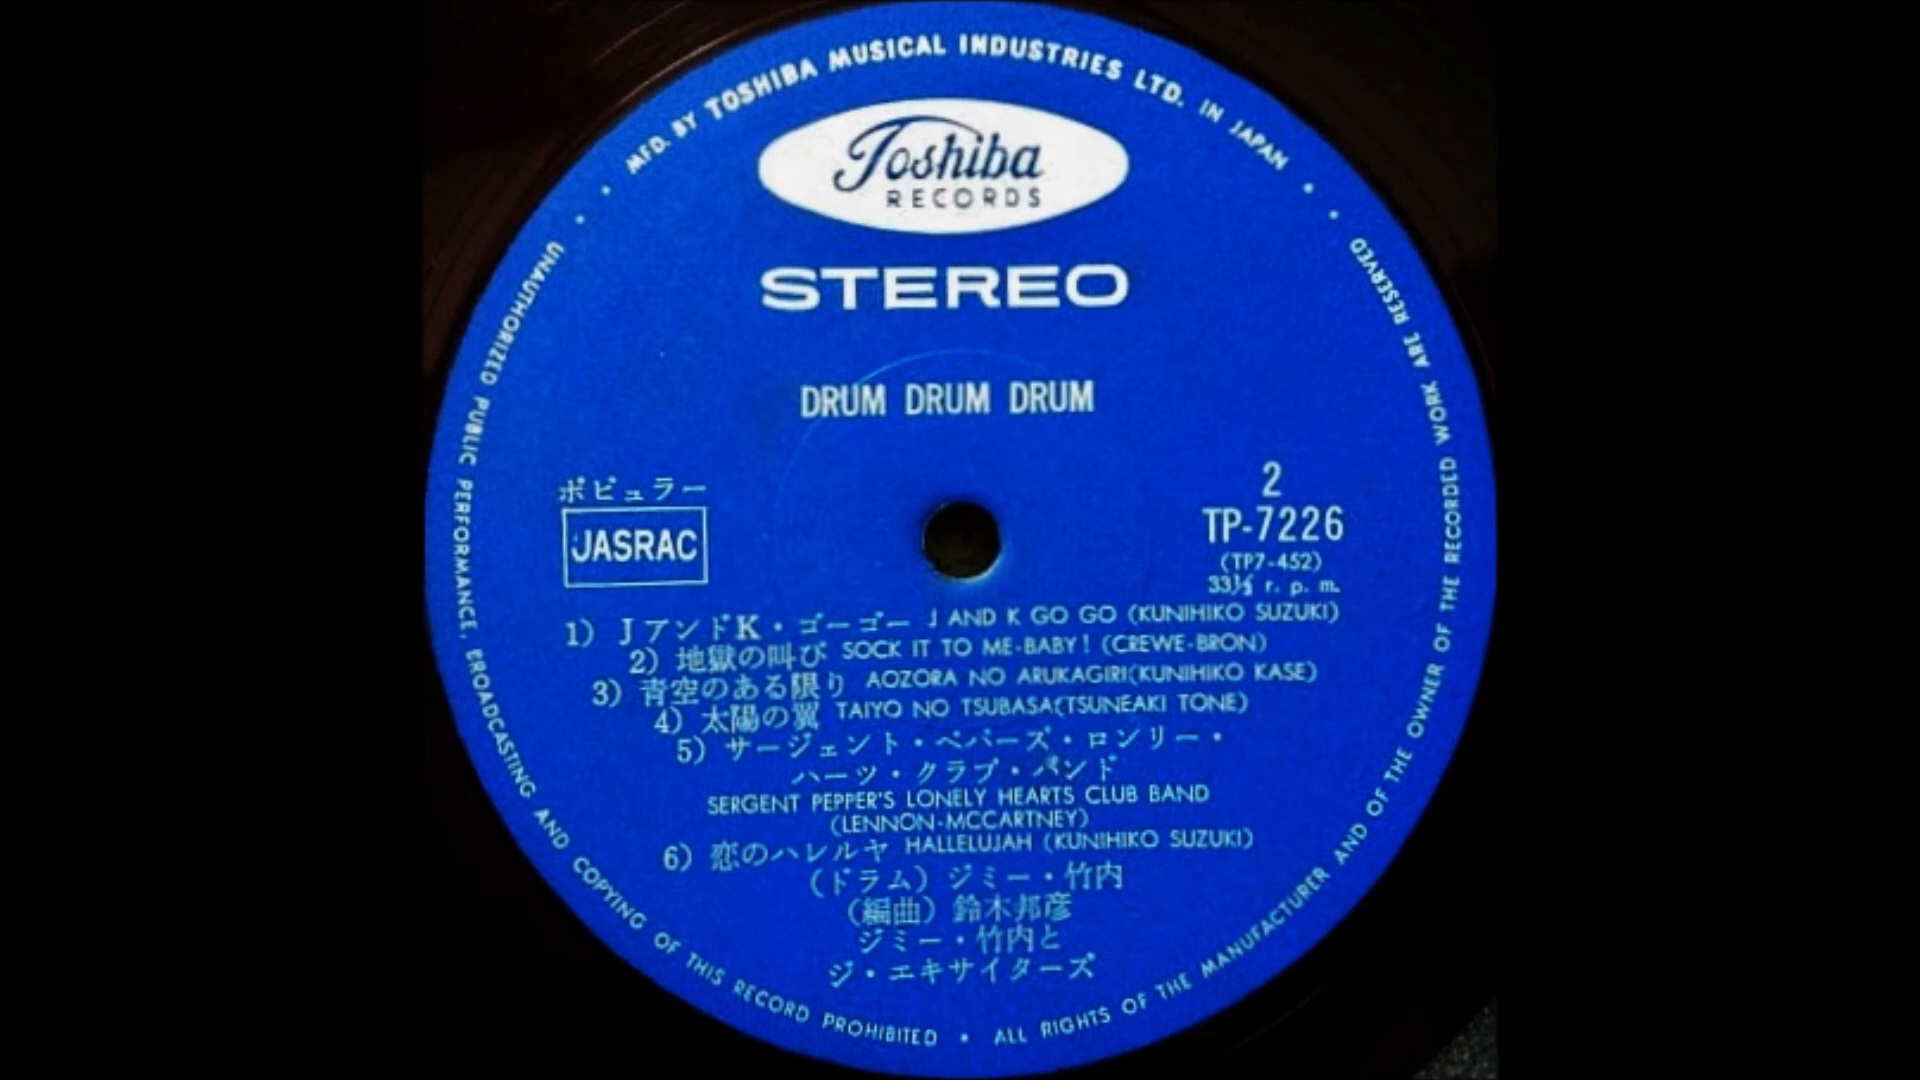 MFD. BY TOSHIBA MUSICAL INDUSTRIES LTD. IN JAPAN
Toshiba
RECORDS
STEREO
DRUM DRUM DRUM
ポピュラー
JASRAC
2
TP-7226
(TP7-452)
33⅓ r. p. m.
1) JアンドK・ゴーゴー J AND K GO GO (KUNIHIKO SUZUKI)
2) 地獄の叫び SOCK IT TO ME-BABY! (CREWE-BRON)
3) 青空のある限り AOZORA NO ARUKAGIRI(KUNIHIKO KASE)
4) 太陽の翼 TAIYO NO TSUBASA(TSUNEAKI TONE)
5) サージェント・ペパーズ・ロンリー・
ハーツ・クラブ・バンド
SERGENT PEPPER'S LONELY HEARTS CLUB BAND
(LENNON-MCCARTNEY)
6) 恋のハレルヤ HALLELUJAH (KUNIHIKO SUZUKI)
(ドラム) ジミー・竹内
(編曲) 鈴木邦彦
ジミー・竹内と
ジ・エキサイターズ
UNAUTHORIZED PUBLIC PERFORMANCE, BROADCASTING AND COPYING OF THIS RECORD PROHIBITED • ALL RIGHTS OF THE MANUFACTURER AND OF THE OWNER OF THE RECORDED WORK ARE RESERVED